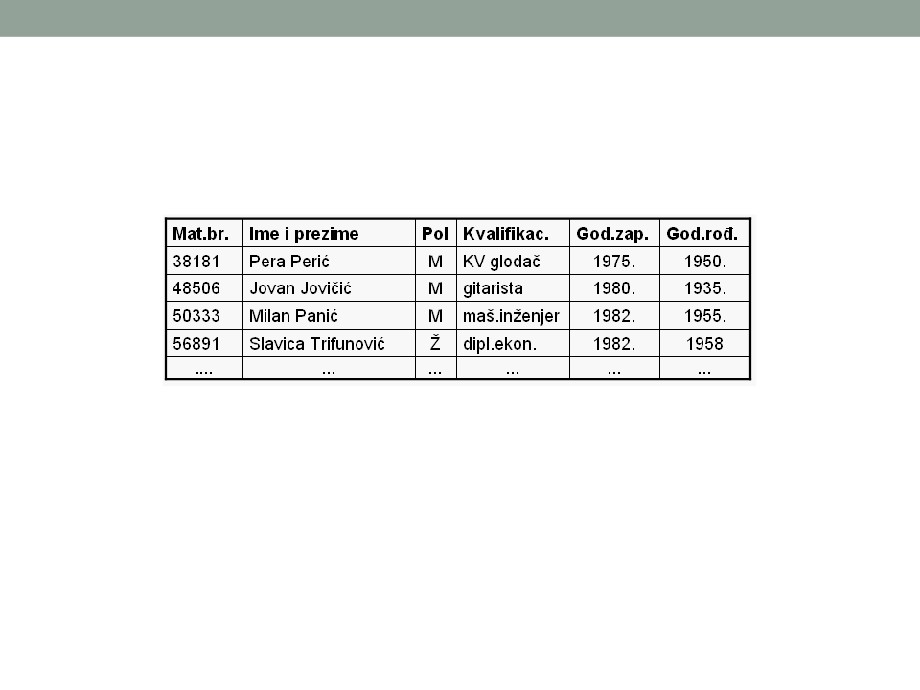 Mat.br. Ime i prezime Pol Kvalifikac. God.zap. God.rođ.
38181 Pera Perić M KV glodač 1975. 1950.
48506 Jovan Jovičić M gitarista 1980. 1935.
50333 Milan Panić M maš.inženjer 1982. 1955.
56891 Slavica Trifunović Ž dipl.ekon. 1982. 1958
.... ... ... ... ... ...